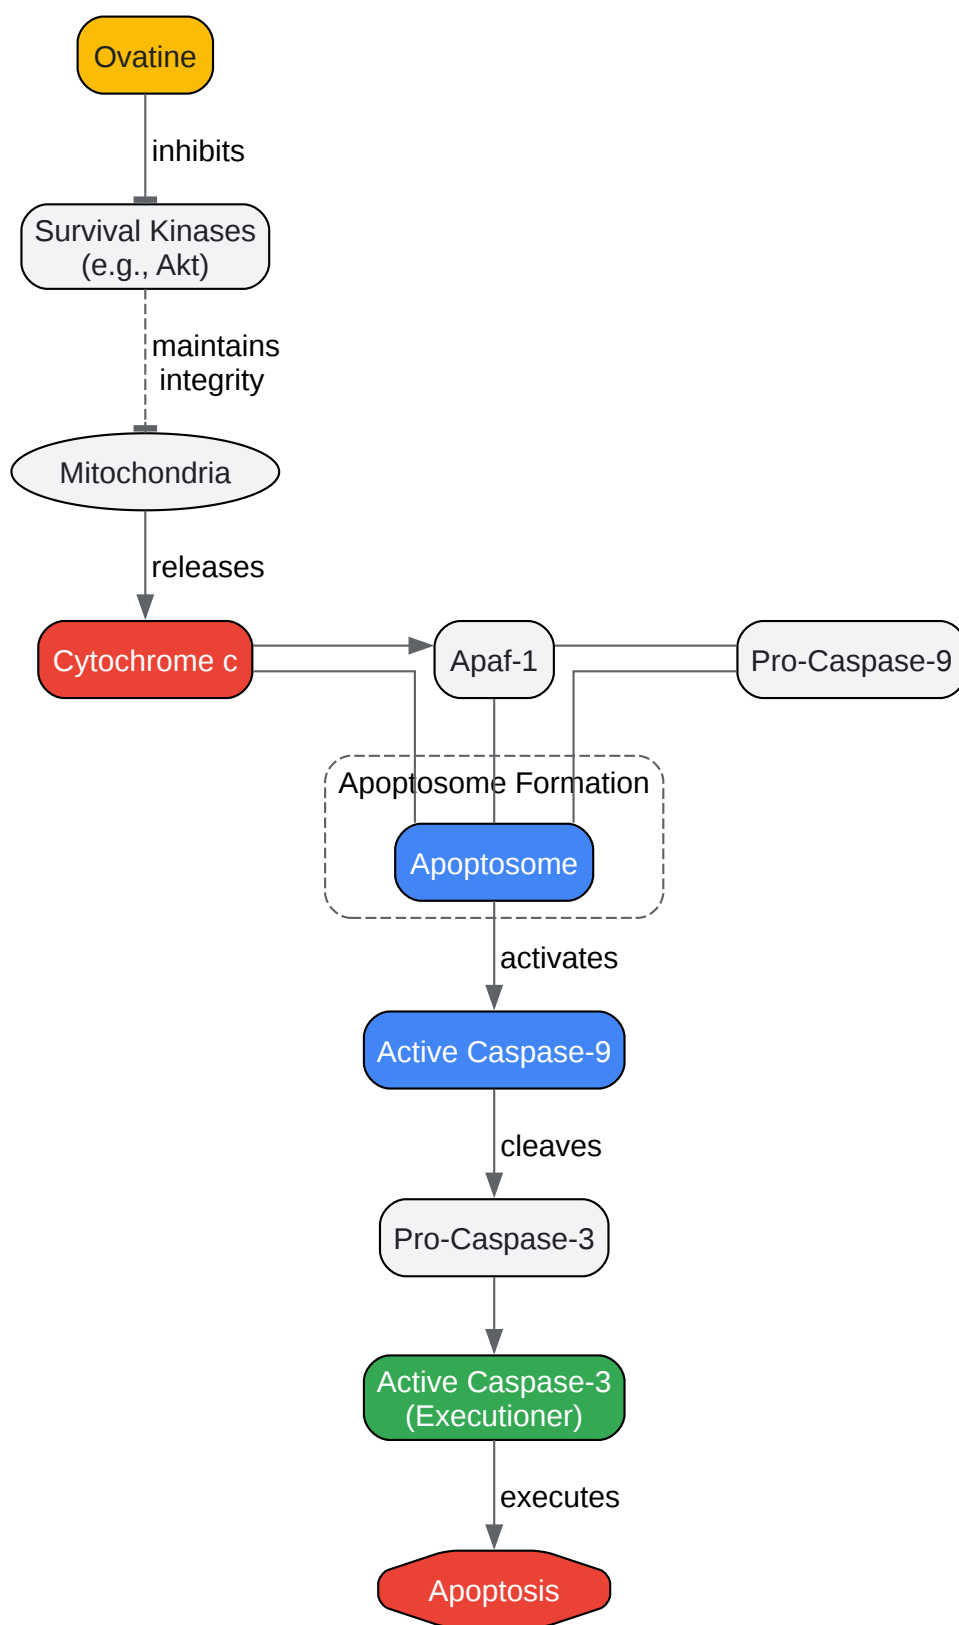 Ovatine
inhibits
Survival Kinases
(e.g., Akt)
maintains
integrity
Mitochondria
releases
Cytochrome c
Apaf-1
Pro-Caspase-9
Apoptosome Formation
Apoptosome
activates
Active Caspase-9
cleaves
Pro-Caspase-3
Active Caspase-3
(Executioner)
executes
Apoptosis